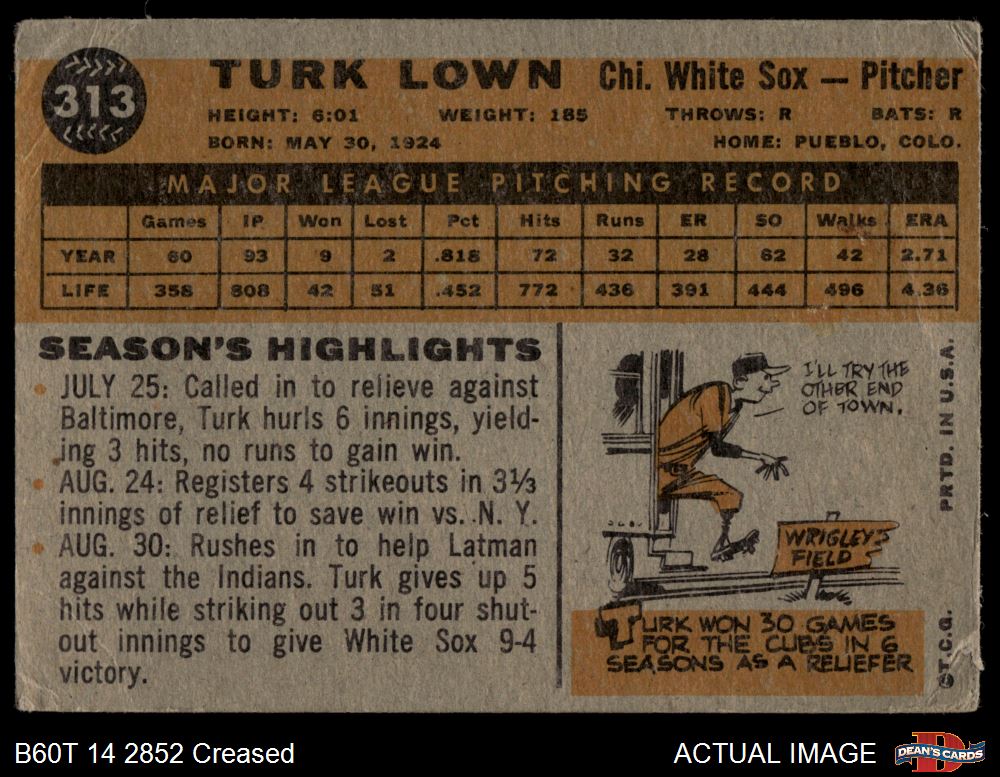 313
TURK LOWN Chi. White Sox — Pitcher
HEIGHT: 6:01 WEIGHT: 185 THROWS: R BATS: R
BORN: MAY 30, 1924 HOME: PUEBLO, COLO.
MAJOR LEAGUE PITCHING RECORD
Games IP Won Lost Pct Hits Runs ER SO Walks ERA
YEAR 60 93 9 2 .818 72 32 28 62 42 2.71
LIFE 358 808 42 51 .452 772 436 391 444 496 4.36
SEASON'S HIGHLIGHTS
• JULY 25: Called in to relieve against
Baltimore, Turk hurls 6 innings, yield-
ing 3 hits, no runs to gain win.
• AUG. 24: Registers 4 strikeouts in 3⅓
innings of relief to save win vs. N. Y.
• AUG. 30: Rushes in to help Latman
against the Indians. Turk gives up 5
hits while striking out 3 in four shut-
out innings to give White Sox 9-4
victory.
I'LL TRY THE
OTHER END
OF TOWN.
WRIGLEY
FIELD
TURK WON 30 GAMES
FOR THE CUBS IN 6
SEASONS AS A RELIEFER
©T.C.G. PRTD. IN U.S.A.
B60T 14 2852 Creased
ACTUAL IMAGE
DEAN'S CARDS